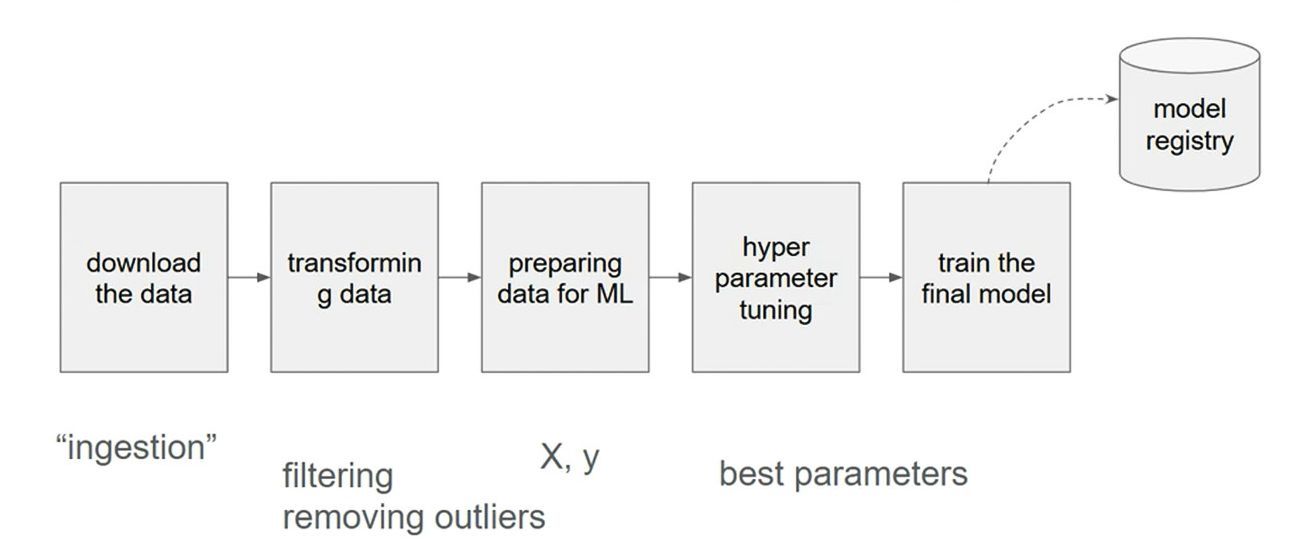 model
registry
download
the data
transformin
g data
preparing
data for ML
hyper
parameter
tuning
train the
final model
“ingestion”
filtering
removing outliers
X, y
best parameters